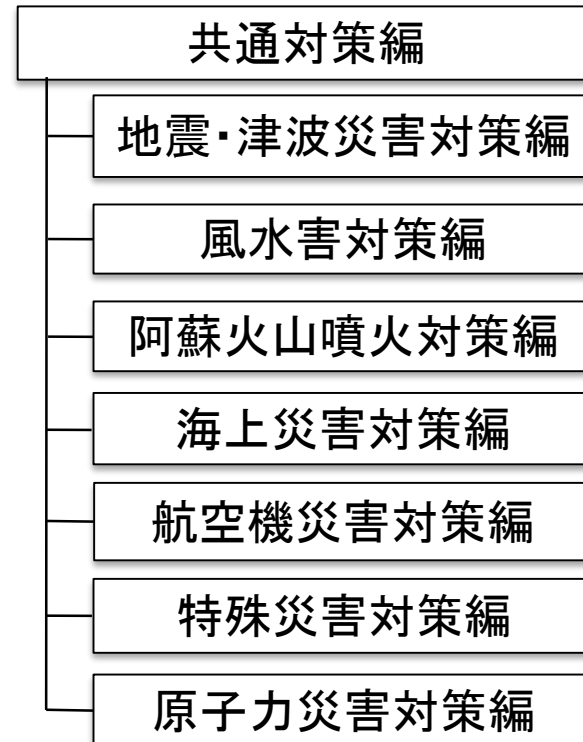 共通対策編
地震・津波災害対策編
風水害対策編
阿蘇火山噴火対策編
海上災害対策編
航空機災害対策編
特殊災害対策編
原子力災害対策編